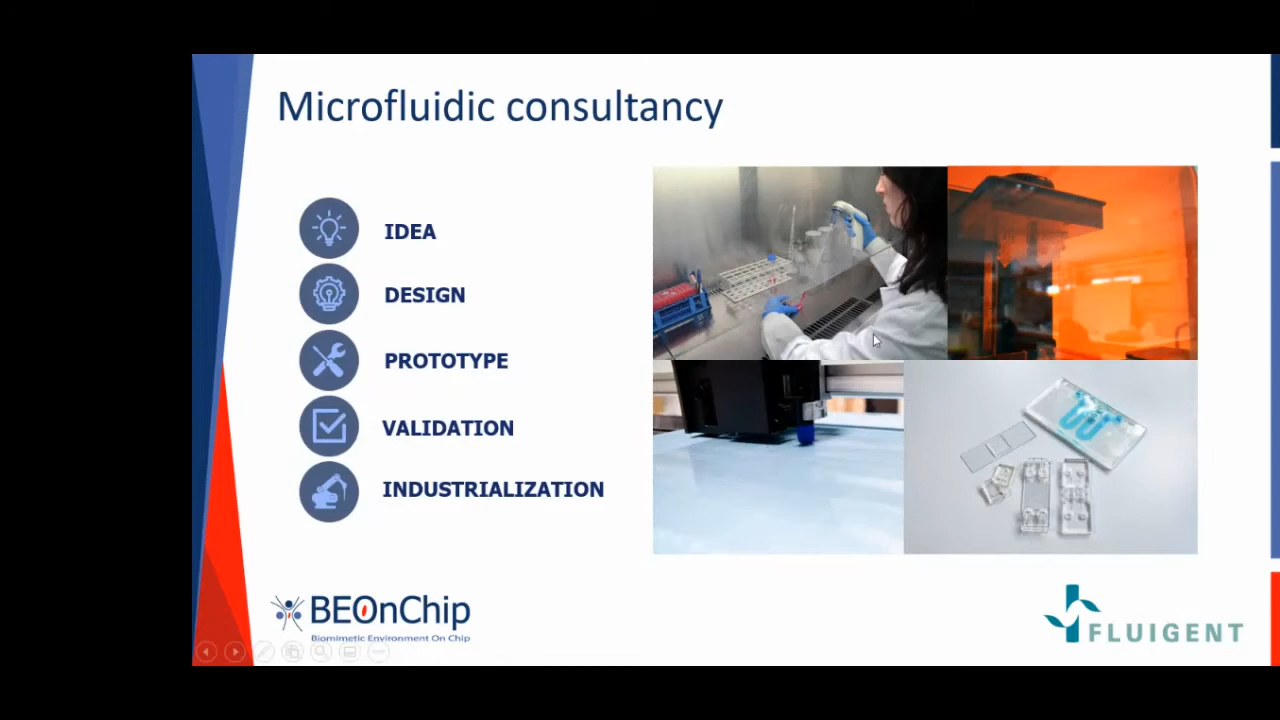 Microfluidic consultancy
IDEA
DESIGN
PROTOTYPE
VALIDATION
INDUSTRIALIZATION
BEOnChip
Biomimetic Environment On Chip
FLUIGENT